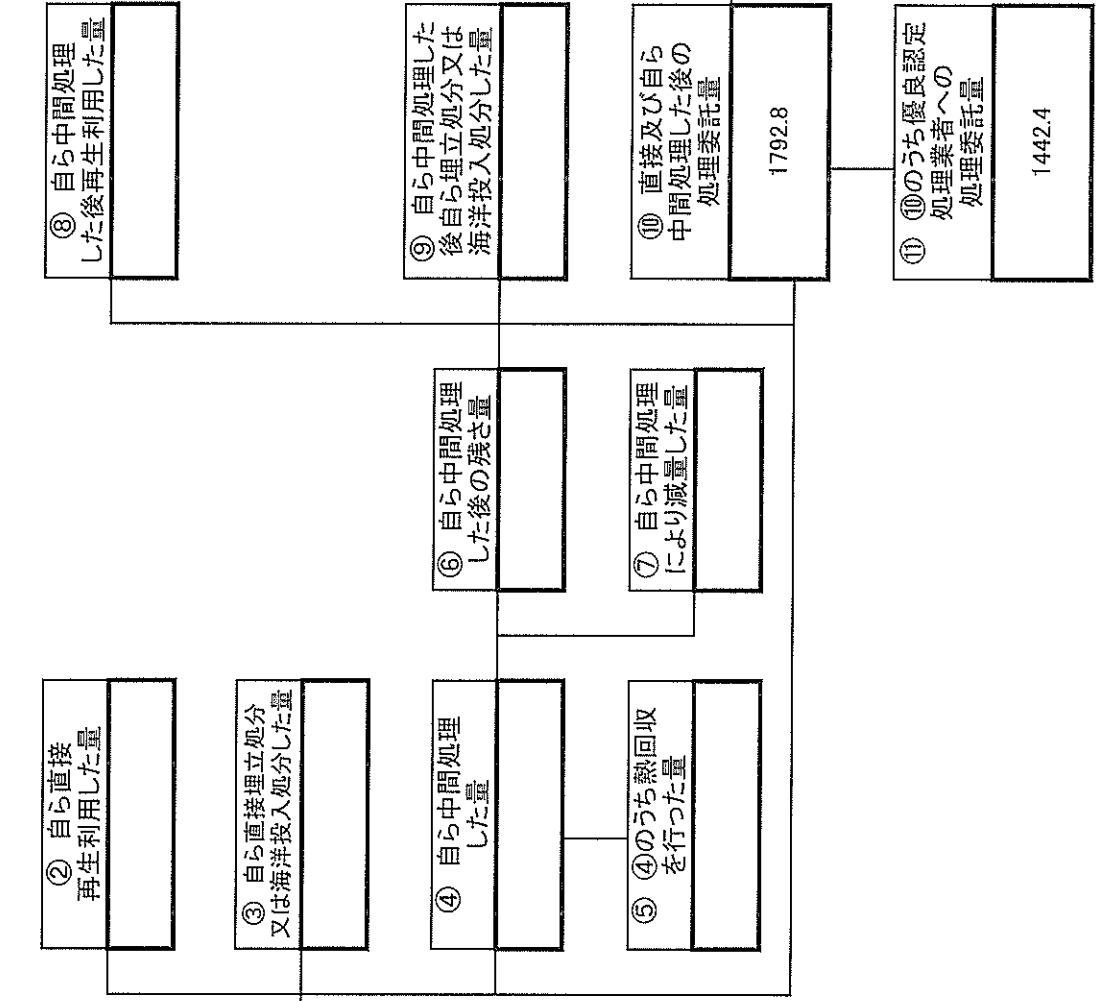 ② 自ら直接
再生利用した量
③ 自ら直接埋立処分
又は海洋投入処分した量
④ 自ら中間処理
した量
⑤ ④のうち熱回収
を行った量
⑥ 自ら中間処理
した後の残さ量
⑦ 自ら中間処理
により減量した量
⑧ 自ら中間処理
した後再生利用した量
⑨ 自ら中間処理した
後自ら埋立処分又は
海洋投入処分した量
⑩ 直接及び自ら
中間処理した後の
処理委託量
1792.8
⑪ ⑩のうち優良認定
処理業者への
処理委託量
1442.4